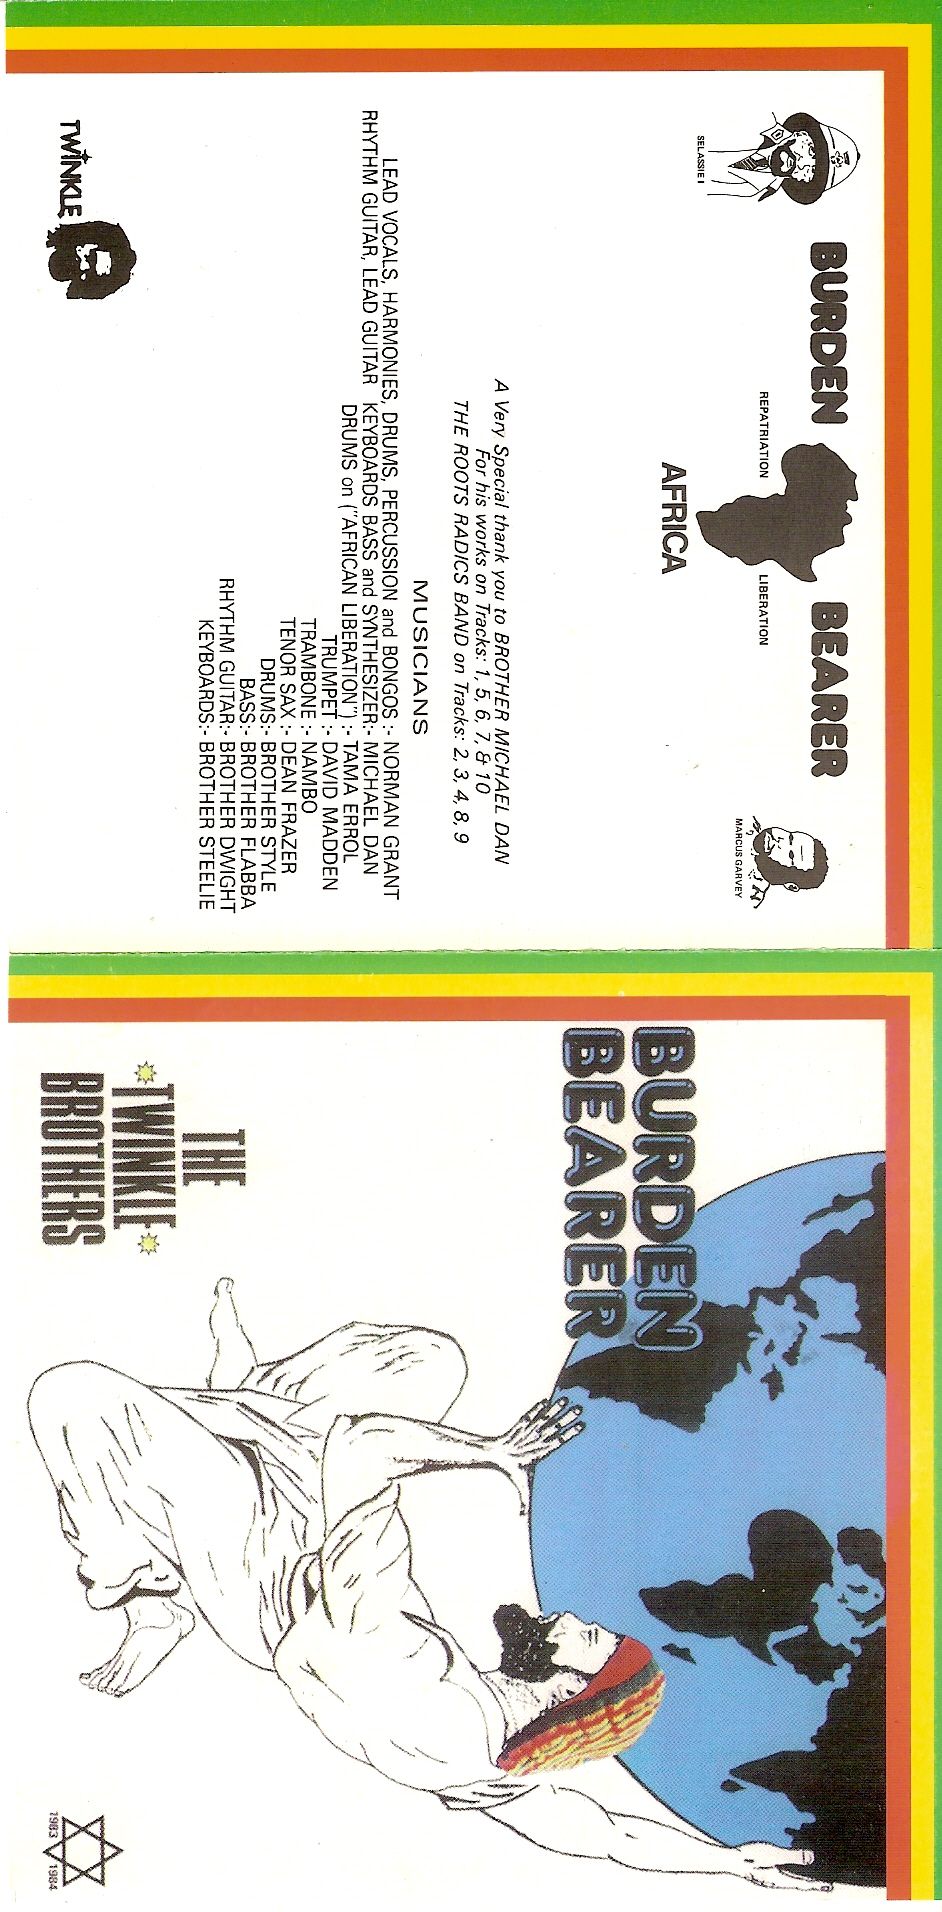 SELASSIE I
BURDEN BEARER
MARCUS GARVEY
REPATRIATION LIBERATION
AFRICA
A Very Special thank you to BROTHER MICHAEL DAN
For his works on Tracks: 1, 5, 6, 7, & 10
THE ROOTS RADICS BAND on Tracks: 2, 3, 4, 8, 9
MUSICIANS
LEAD VOCALS, HARMONIES, DRUMS, PERCUSSION and BONGOS :- NORMAN GRANT
RHYTHM GUITAR, LEAD GUITAR KEYBOARDS BASS and SYNTHESIZER:- MICHAEL DAN
DRUMS on ("AFRICAN LIBERATION") :- TAMA ERROL
TRUMPET :- DAVID MADDEN
TRAMBONE :- NAMBO
TENOR SAX :- DEAN FRAZER
DRUMS:- BROTHER STYLE
BASS:- BROTHER FLABBA
RHYTHM GUITAR:- BROTHER DWIGHT
KEYBOARDS:- BROTHER STEELIE
TWINKLE
BURDEN
BEARER
THE
TWINKLE
BROTHERS
1983 1984